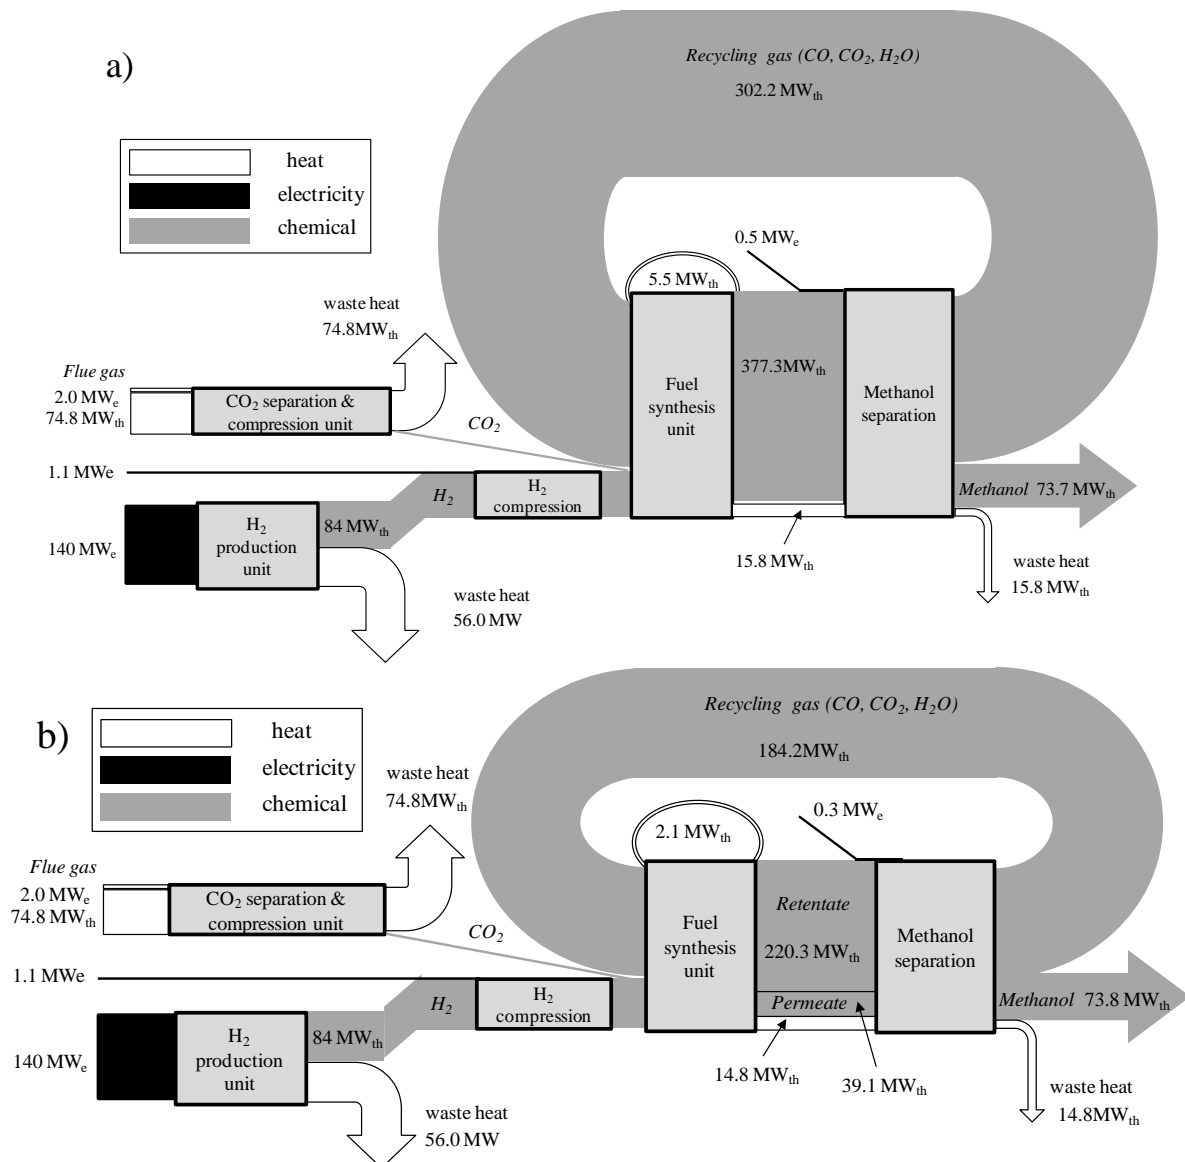 a)
Recycling gas (CO, CO₂, H₂O)
302.2 MWth
heat
electricity
chemical
0.5 MWe
5.5 MWth
waste heat
74.8MWth
Flue gas
2.0 MWe
74.8 MWth
CO₂ separation &
compression unit
CO₂
377.3MWth
Fuel
synthesis
unit
Methanol
separation
1.1 MWe
H₂
H₂
compression
Methanol 73.7 MWth
140 MWe
H₂
production
unit
84 MWth
15.8 MWth
waste heat
15.8 MWth
waste heat
56.0 MW
b)
Recycling gas (CO, CO₂, H₂O)
184.2MWth
heat
electricity
chemical
waste heat
74.8MWth
2.1 MWth
0.3 MWe
Flue gas
2.0 MWe
74.8 MWth
CO₂ separation &
compression unit
CO₂
Fuel
synthesis
unit
Retentate
220.3 MWth
Permeate
Methanol
separation
1.1 MWe
H₂
H₂
compression
Methanol 73.8 MWth
140 MWe
H₂
production
unit
84 MWth
14.8 MWth
39.1 MWth
waste heat
14.8MWth
waste heat
56.0 MW